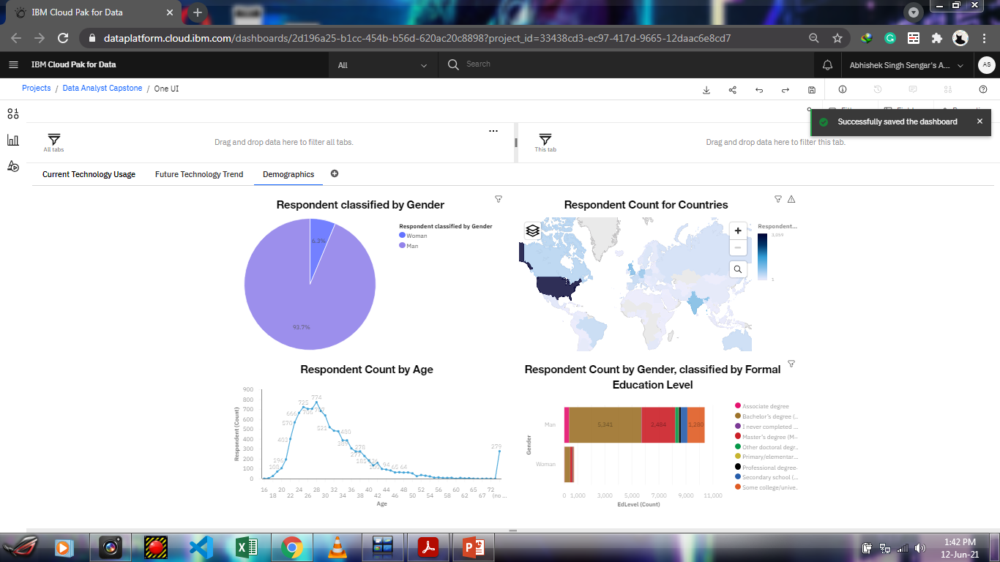 IBM Cloud Pak for Data
dataplatform.cloud.ibm.com/dashboards/2d196a25-b1cc-454b-b56d-620ac20c8898?project_id=33438cd3-ec97-417d-9665-12daac6e8cd7
IBM Cloud Pak for Data
All
Search
Abhishek Singh Sengar's A...
AS
Projects / Data Analyst Capstone / One UI
Successfully saved the dashboard
All tabs
Drag and drop data here to filter all tabs.
This tab
Drag and drop data here to filter this tab.
Current Technology Usage
Future Technology Trend
Demographics
Respondent classified by Gender
Respondent classified by Gender
Woman
Man
6.3%
93.7%
Respondent Count for Countries
Respondent...
3,059
1
Respondent Count by Age
Respondent (Count)
900
800
700
600
500
400
300
200
100
0
108
196
403
570
666
725
706
774
521
480
389
277
276
182
94
65
64
279
16 20 24 28 32 36 40 44 48 52 56 60 65 72
18 22 26 30 34 38 42 46 50 54 58 62 67 (no ...
Age
Respondent Count by Gender, classified by Formal
Education Level
Gender
Man
5,341
2,484
1,280
Woman
0 1,000 3,000 5,000 7,000 9,000 11,000
EdLevel (Count)
Associate degree
Bachelor's degree (..
I never completed ...
Master's degree (M..
Other doctoral degr..
Primary/elementar...
Professional degree.
Secondary school (...
Some college/unive..
1:42 PM
12-Jun-21